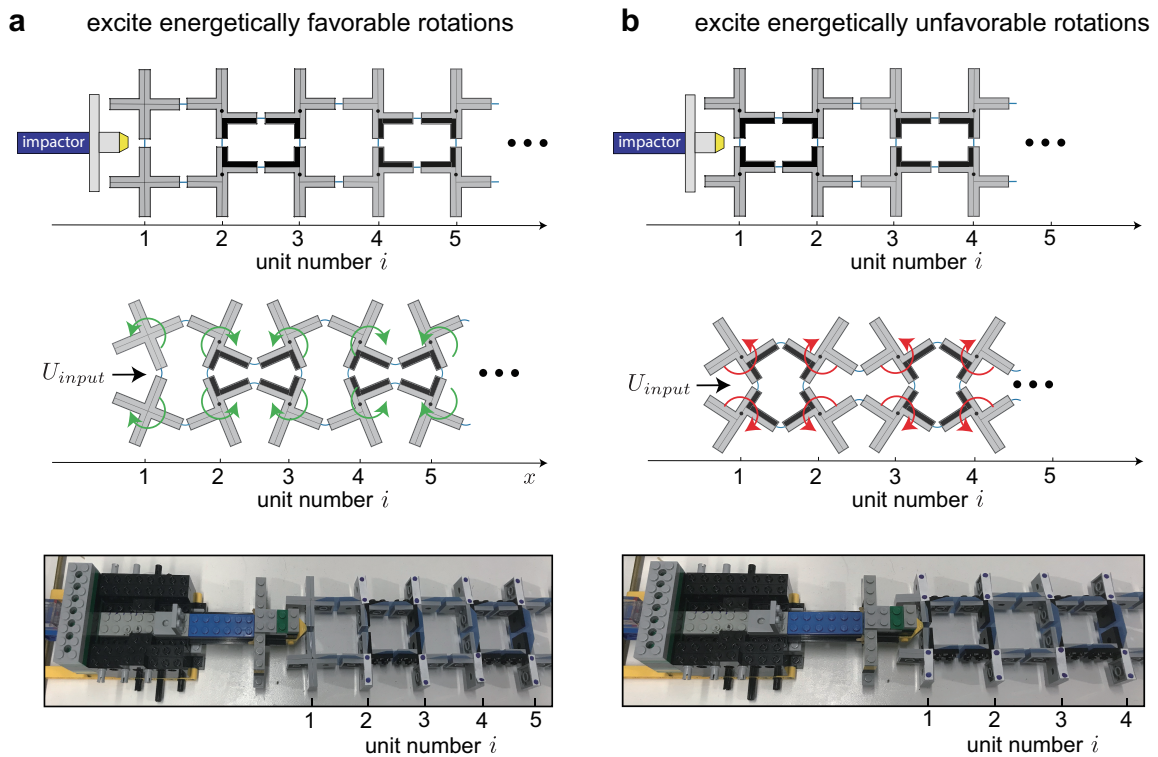 a excite energetically favorable rotations
impactor
1 2 3 4 5
unit number i
U_input
1 2 3 4 5 x
unit number i
1 2 3 4 5
unit number i
b excite energetically unfavorable rotations
impactor
1 2 3 4 5
unit number i
U_input
1 2 3 4 5
unit number i
1 2 3 4
unit number i